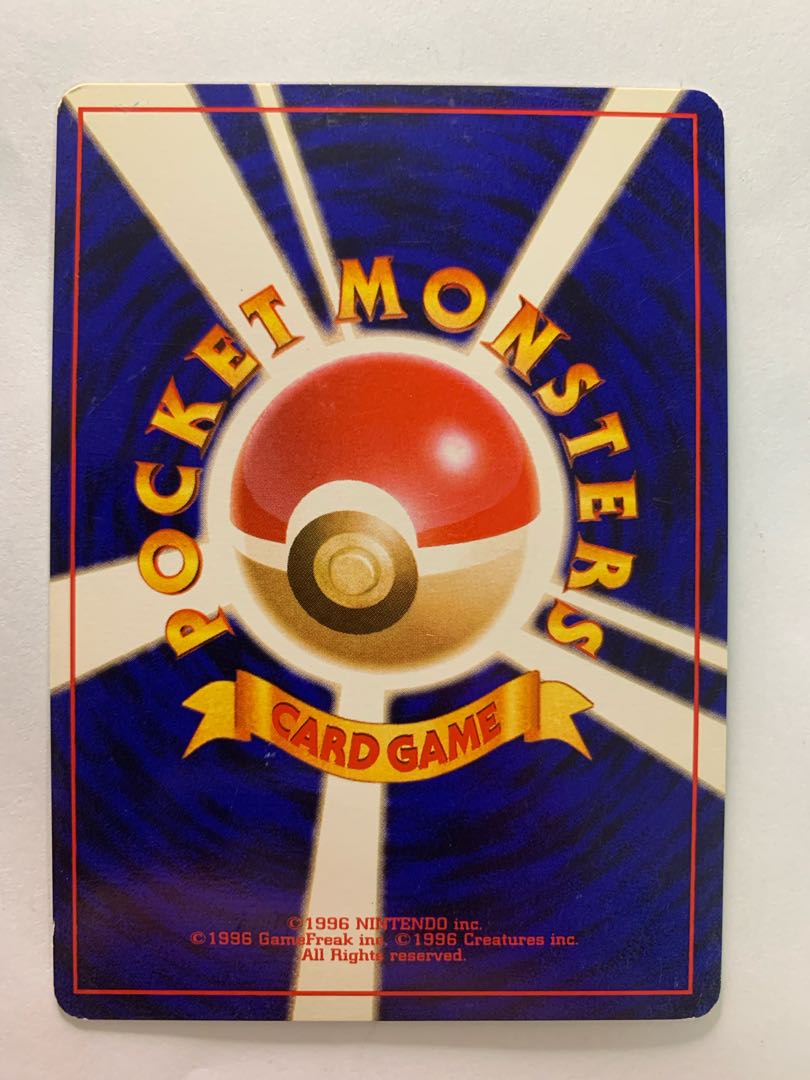 POCKET MONSTERS
CARD GAME
©1996 NINTENDO inc.
©1996 GameFreak inc. ©1996 Creatures inc.
All Rights reserved.